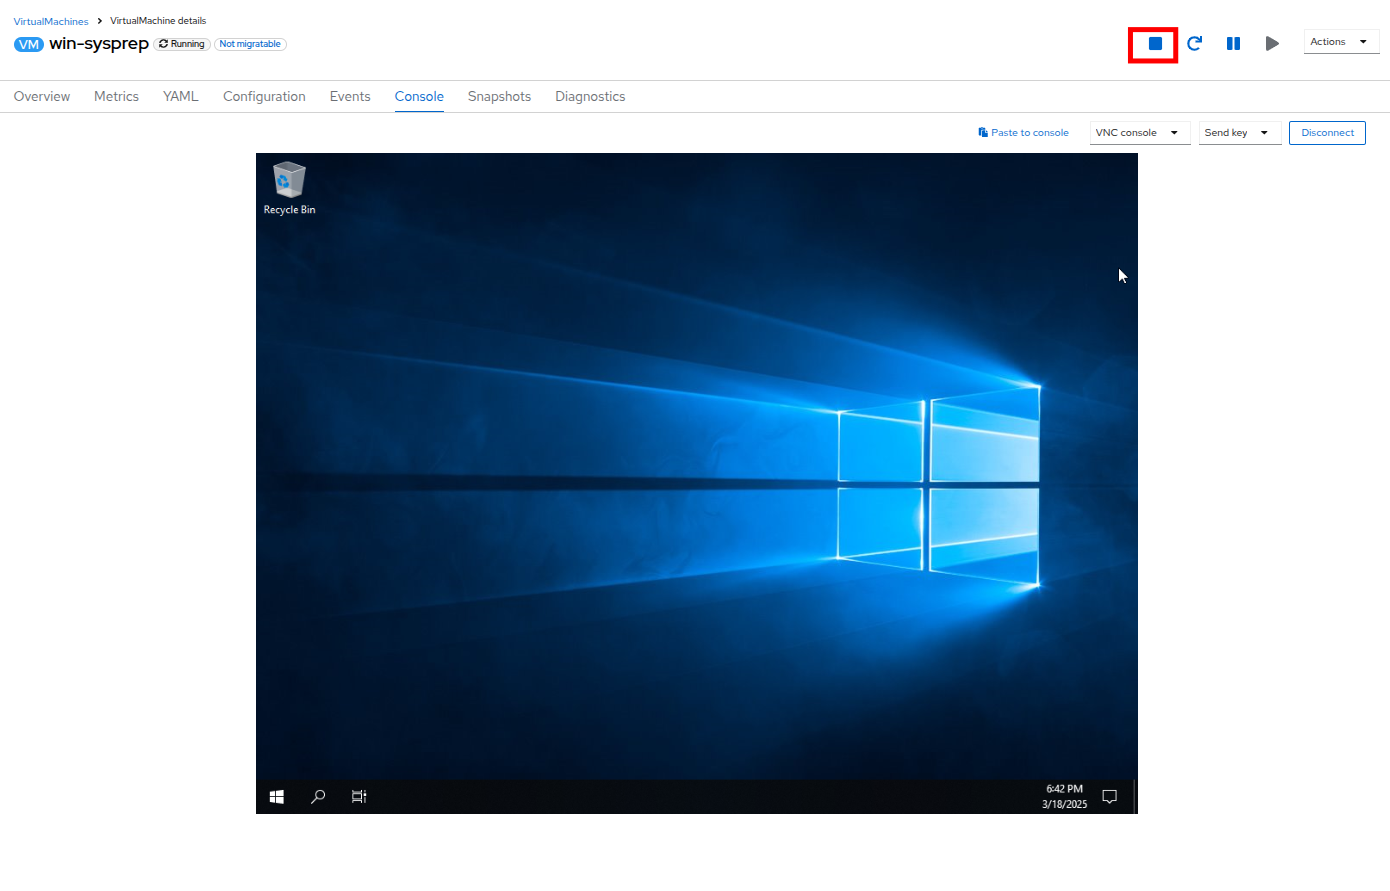 VirtualMachines > VirtualMachine details
VM win-sysprep Running Not migratable
Actions
Overview Metrics YAML Configuration Events Console Snapshots Diagnostics
Paste to console VNC console Send key Disconnect
Recycle Bin
6:42 PM
3/18/2025